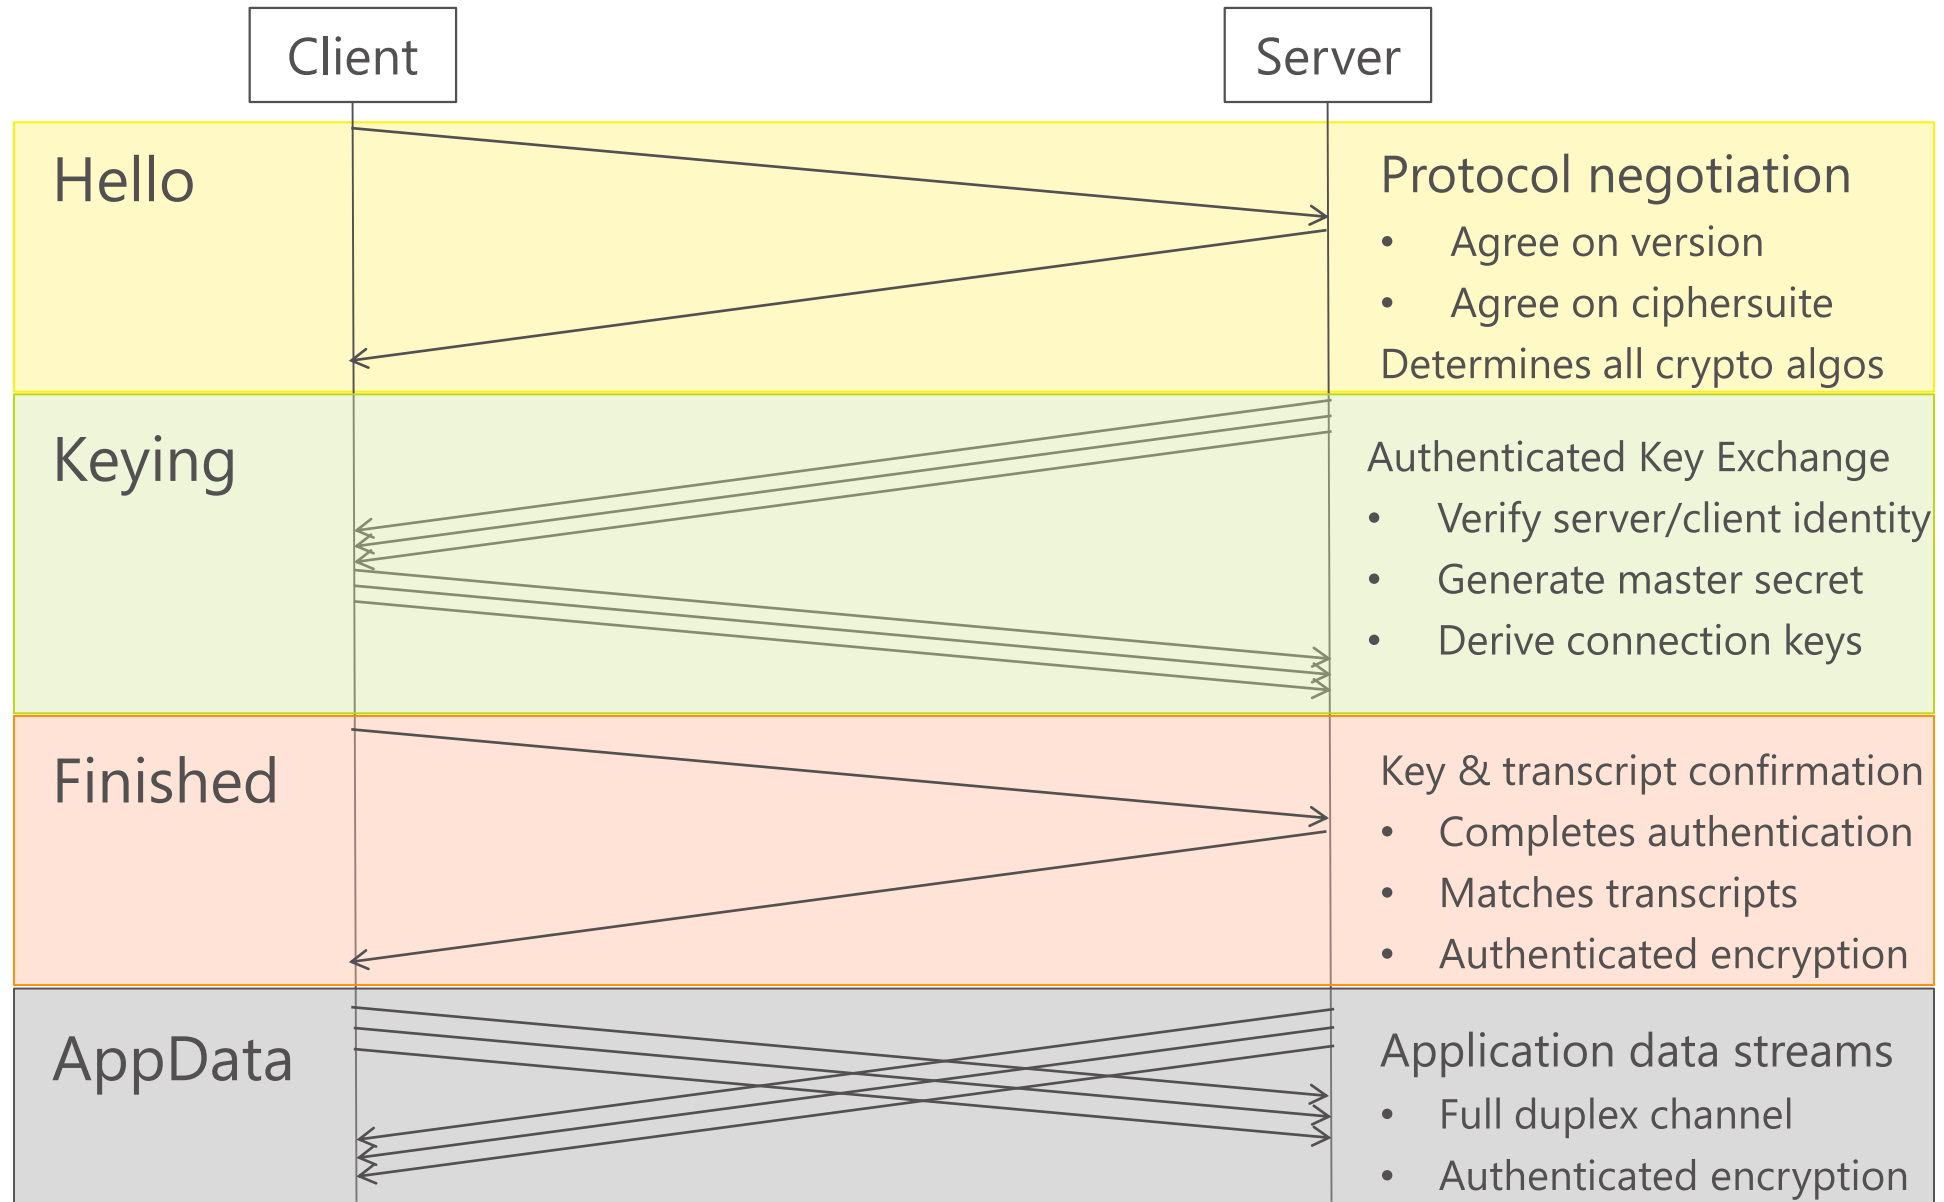 Client
Server
Hello
Protocol negotiation
• Agree on version
• Agree on ciphersuite
Determines all crypto algos
Keying
Authenticated Key Exchange
• Verify server/client identity
• Generate master secret
• Derive connection keys
Finished
Key & transcript confirmation
• Completes authentication
• Matches transcripts
• Authenticated encryption
AppData
Application data streams
• Full duplex channel
• Authenticated encryption